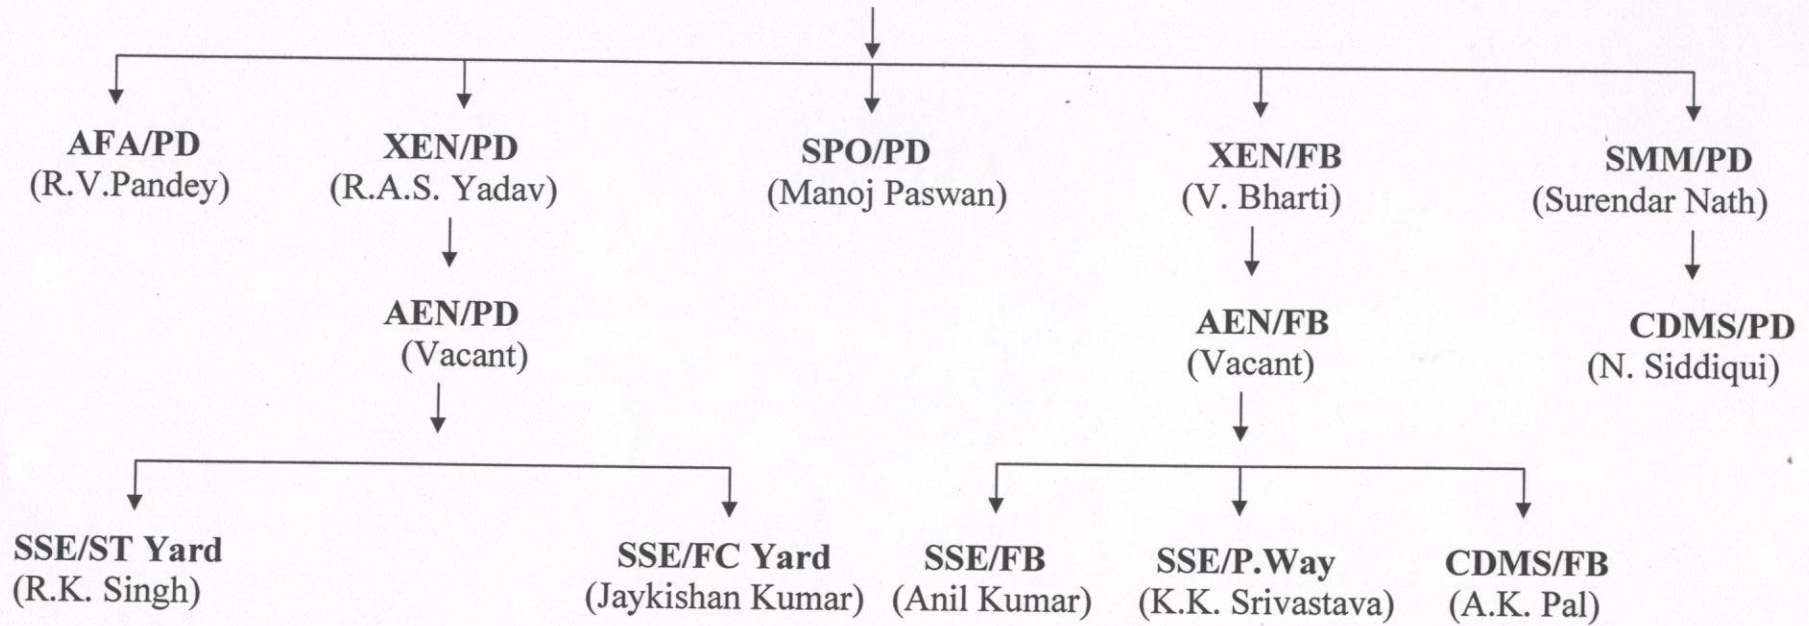 AFA/PD
(R.V.Pandey)
XEN/PD
(R.A.S. Yadav)
SPO/PD
(Manoj Paswan)
XEN/FB
(V. Bharti)
SMM/PD
(Surendar Nath)
AEN/PD
(Vacant)
AEN/FB
(Vacant)
CDMS/PD
(N. Siddiqui)
SSE/ST Yard
(R.K. Singh)
SSE/FC Yard
(Jaykishan Kumar)
SSE/FB
(Anil Kumar)
SSE/P.Way
(K.K. Srivastava)
CDMS/FB
(A.K. Pal)